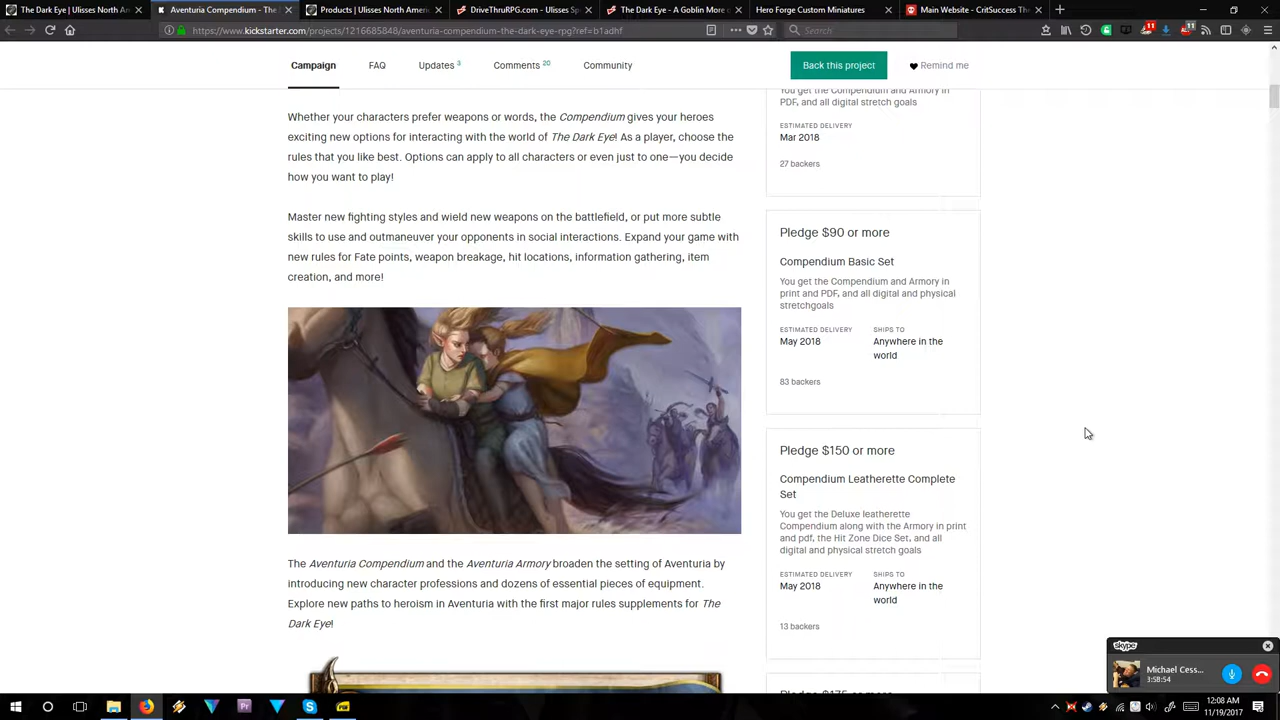 The Dark Eye | Ulisses North Am
Aventuria Compendium - The
Products | Ulisses North Ameri
DriveThruRPG.com - Ulisses Sp
The Dark Eye - A Goblin More o
Hero Forge Custom Miniatures
Main Website – CritSuccess Th
https://www.kickstarter.com/projects/1216685848/aventuria-compendium-the-dark-eye-rpg?ref=b1adhf
Search
11
11
Campaign
FAQ
Updates 3
Comments 20
Community
Back this project
Remind me
Whether your characters prefer weapons or words, the Compendium gives your heroes
exciting new options for interacting with the world of The Dark Eye! As a player, choose the
rules that you like best. Options can apply to all characters or even just to one—you decide
how you want to play!
Master new fighting styles and wield new weapons on the battlefield, or put more subtle
skills to use and outmaneuver your opponents in social interactions. Expand your game with
new rules for Fate points, weapon breakage, hit locations, information gathering, item
creation, and more!
The Aventuria Compendium and the Aventuria Armory broaden the setting of Aventuria by
introducing new character professions and dozens of essential pieces of equipment.
Explore new paths to heroism in Aventuria with the first major rules supplements for The
Dark Eye!
You get the Compendium and Armory in
PDF, and all digital stretch goals
ESTIMATED DELIVERY
Mar 2018
27 backers
Pledge $90 or more
Compendium Basic Set
You get the Compendium and Armory in
print and PDF, and all digital and physical
stretchgoals
ESTIMATED DELIVERY
May 2018
SHIPS TO
Anywhere in the
world
83 backers
Pledge $150 or more
Compendium Leatherette Complete
Set
You get the Deluxe leatherette
Compendium along with the Armory in print
and pdf, the Hit Zone Dice Set, and all
digital and physical stretch goals
ESTIMATED DELIVERY
May 2018
SHIPS TO
Anywhere in the
world
13 backers
Pledge $175 or more
skype
Michael Cess...
3:58:54
12:08 AM
11/19/2017